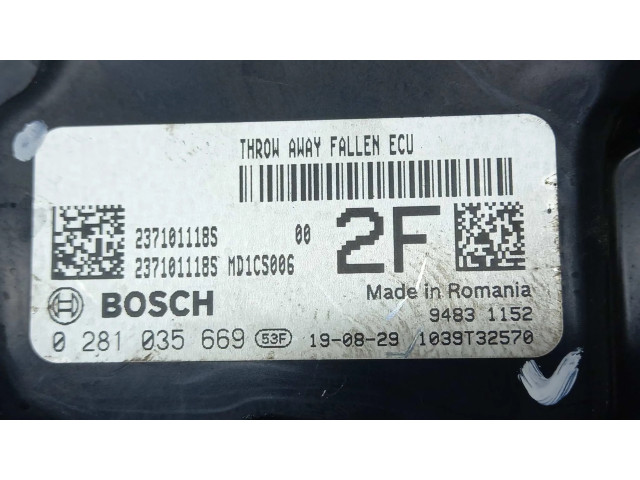 THROW AWAY FALLEN ECU
237101118S 00
237101118S MD1CS006
2F
BOSCH
Made in Romania
9483 1152
0 281 035 669 53F 19-08-29 1039T32570